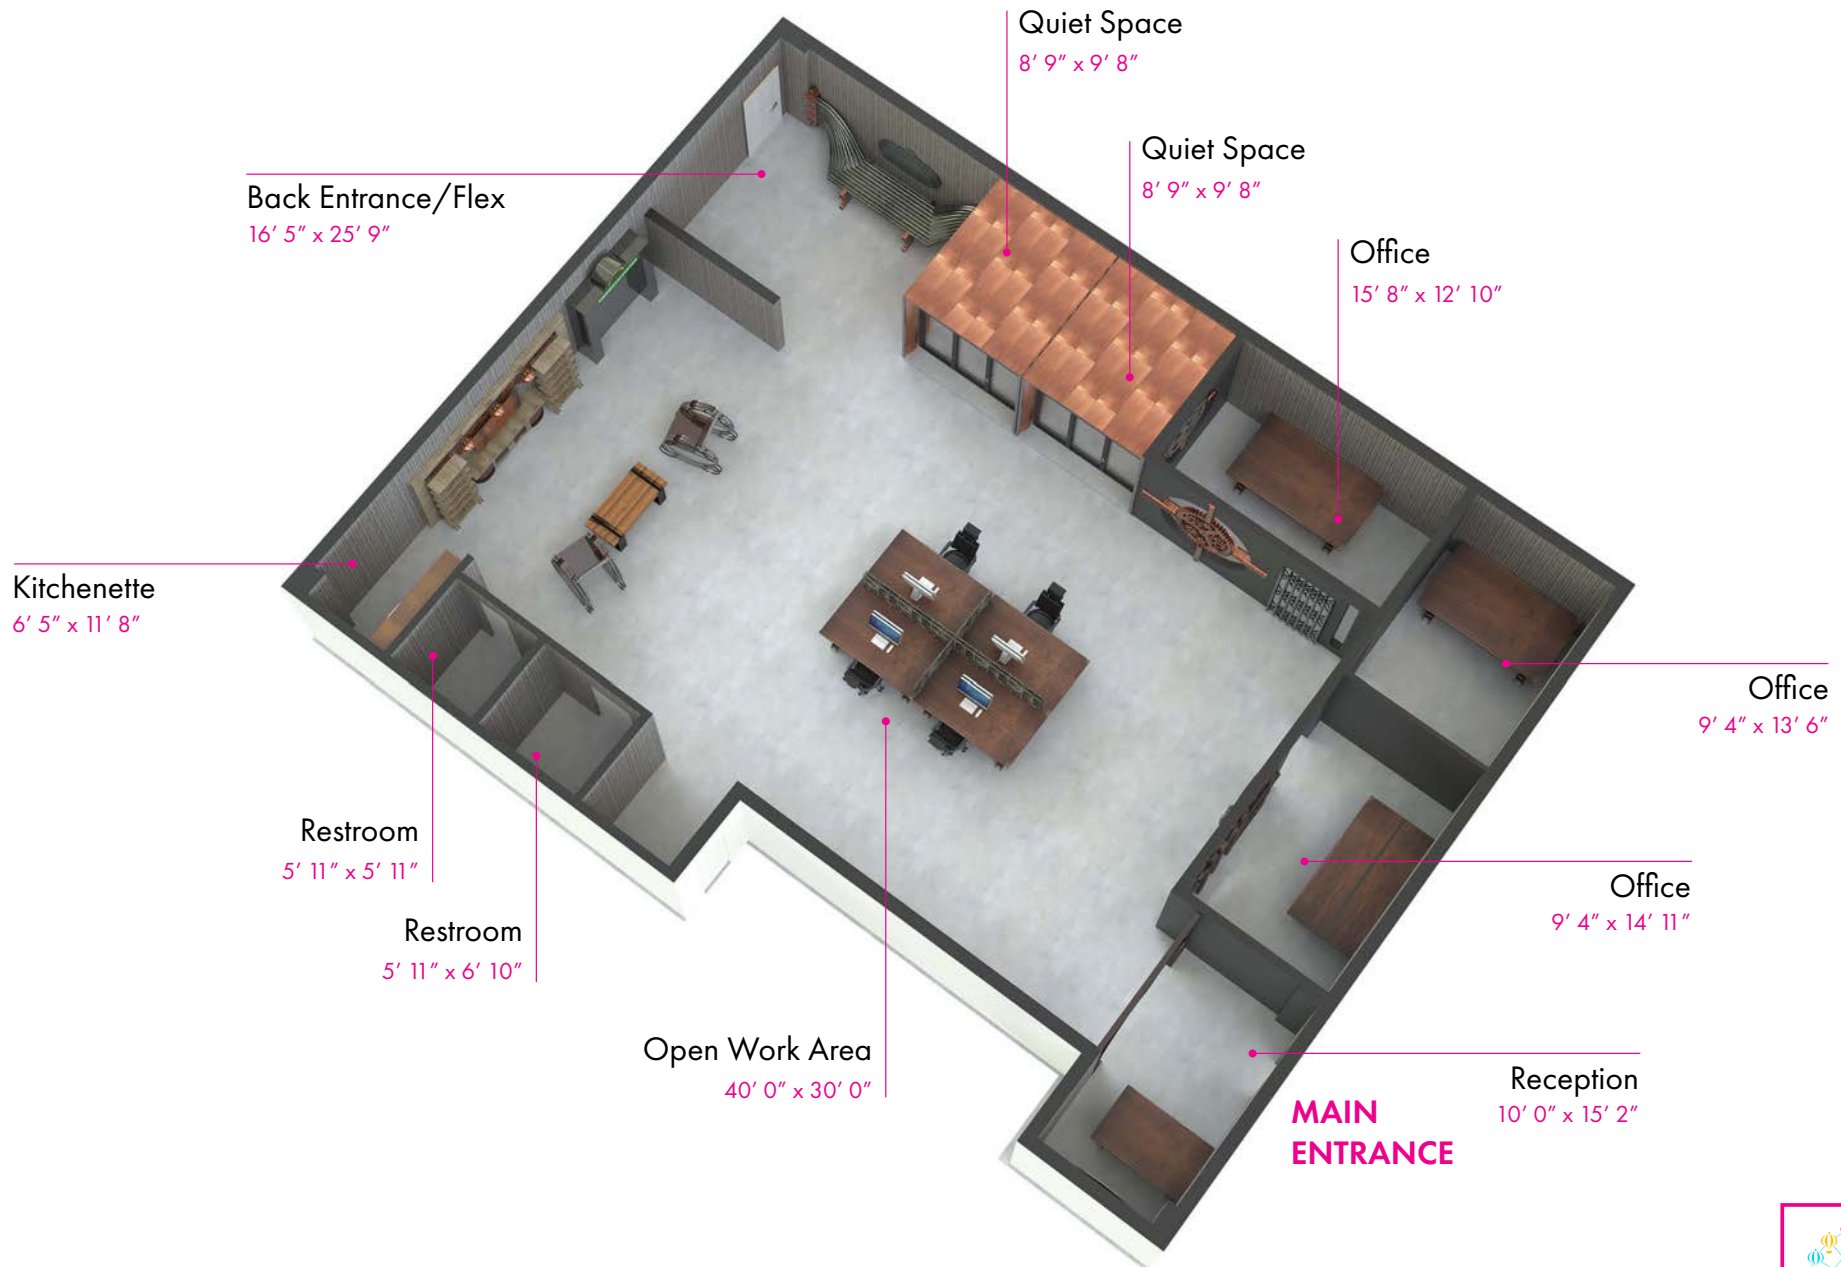 Quiet Space
8’ 9” x 9’ 8”
Quiet Space
8’ 9” x 9’ 8”
Back Entrance/Flex
16’ 5” x 25’ 9”
Office
15’ 8” x 12’ 10”
Kitchenette
6’ 5” x 11’ 8”
Office
9’ 4” x 13’ 6”
Restroom
5’ 11” x 5’ 11”
Office
9’ 4” x 14’ 11”
Restroom
5’ 11” x 6’ 10”
Open Work Area
40’ 0” x 30’ 0”
Reception
10’ 0” x 15’ 2”
MAIN
ENTRANCE